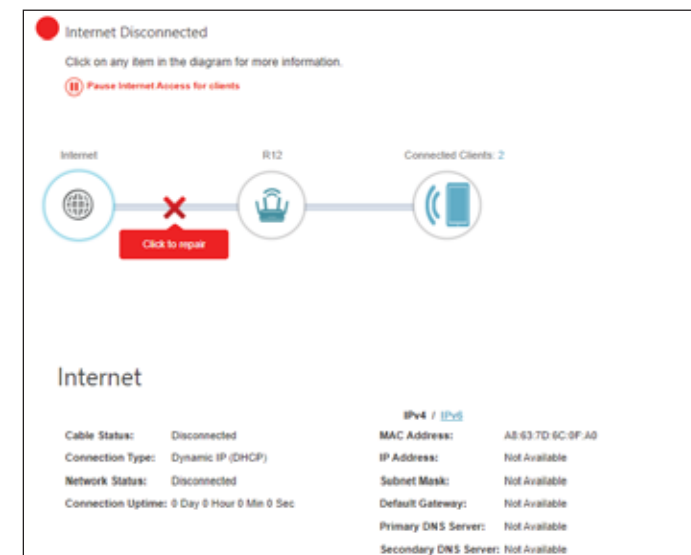 Internet Disconnected
Click on any item in the diagram for more information.
Pause Internet Access for clients
Internet
R12
Connected Clients: 2
Click to repair
Internet
IPv4 / IPv6
Cable Status: Disconnected
MAC Address: A8:63:7D:6C:0F:A0
Connection Type: Dynamic IP (DHCP)
IP Address: Not Available
Network Status: Disconnected
Subnet Mask: Not Available
Connection Uptime: 0 Day 0 Hour 0 Min 0 Sec
Default Gateway: Not Available
Primary DNS Server: Not Available
Secondary DNS Server: Not Available